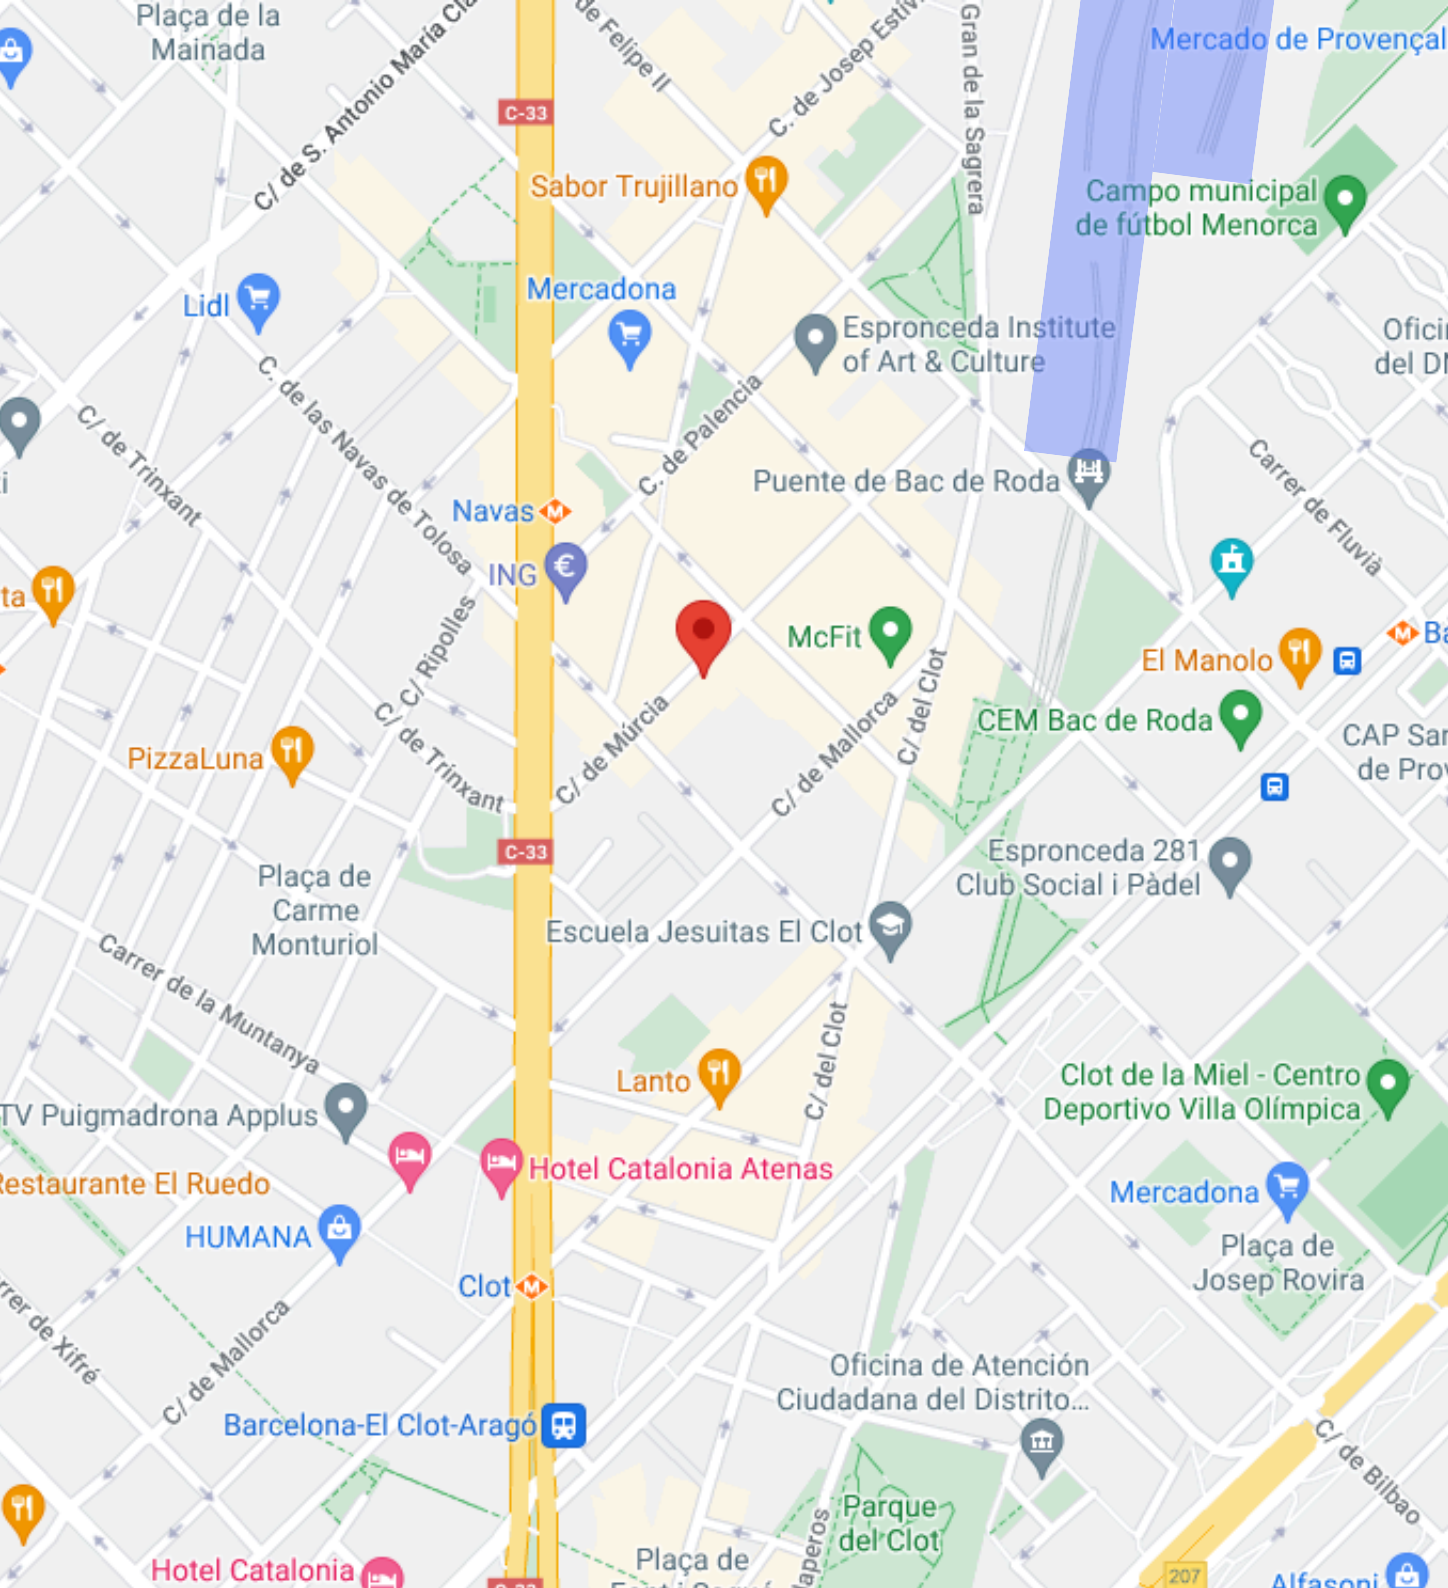 Plaça de la
Mainada
C/ de S. Antonio María Cla
de Felipe II
C. de Josep Estiv
Gran de la Sagrera
Mercado de Provençal
C-33
Sabor Trujillano
Campo municipal
de fútbol Menorca
Lidl
Mercadona
Espronceda Institute
of Art & Culture
Ofici
del DN
C. de las Navas de Tolosa
C/ de Trinxant
C. de Palencia
Puente de Bac de Roda
Carrer de Fluvià
Navas
ING
€
ta
C/ Ripolles
McFit
Ba
El Manolo
C/ de Múrcia
C/ de Mallorca
C/ del Clot
CEM Bac de Roda
CAP Sar
de Prov
PizzaLuna
C/ de Trinxant
C-33
Plaça de
Carme
Monturiol
Espronceda 281
Club Social i Pàdel
Escuela Jesuitas El Clot
Carrer de la Muntanya
Lanto
C/ del Clot
Clot de la Miel - Centro
Deportivo Villa Olímpica
TV Puigmadrona Applus
Restaurante El Ruedo
Hotel Catalonia Atenas
Mercadona
HUMANA
Plaça de
Josep Rovira
Clot
rrer de Xifré
C/ de Mallorca
Oficina de Atención
Ciudadana del Distrito...
Barcelona-El Clot-Aragó
C/ de Bilbao
Parque
del Clot
laperos
Plaça de
Hotel Catalonia
207
Alfasoni